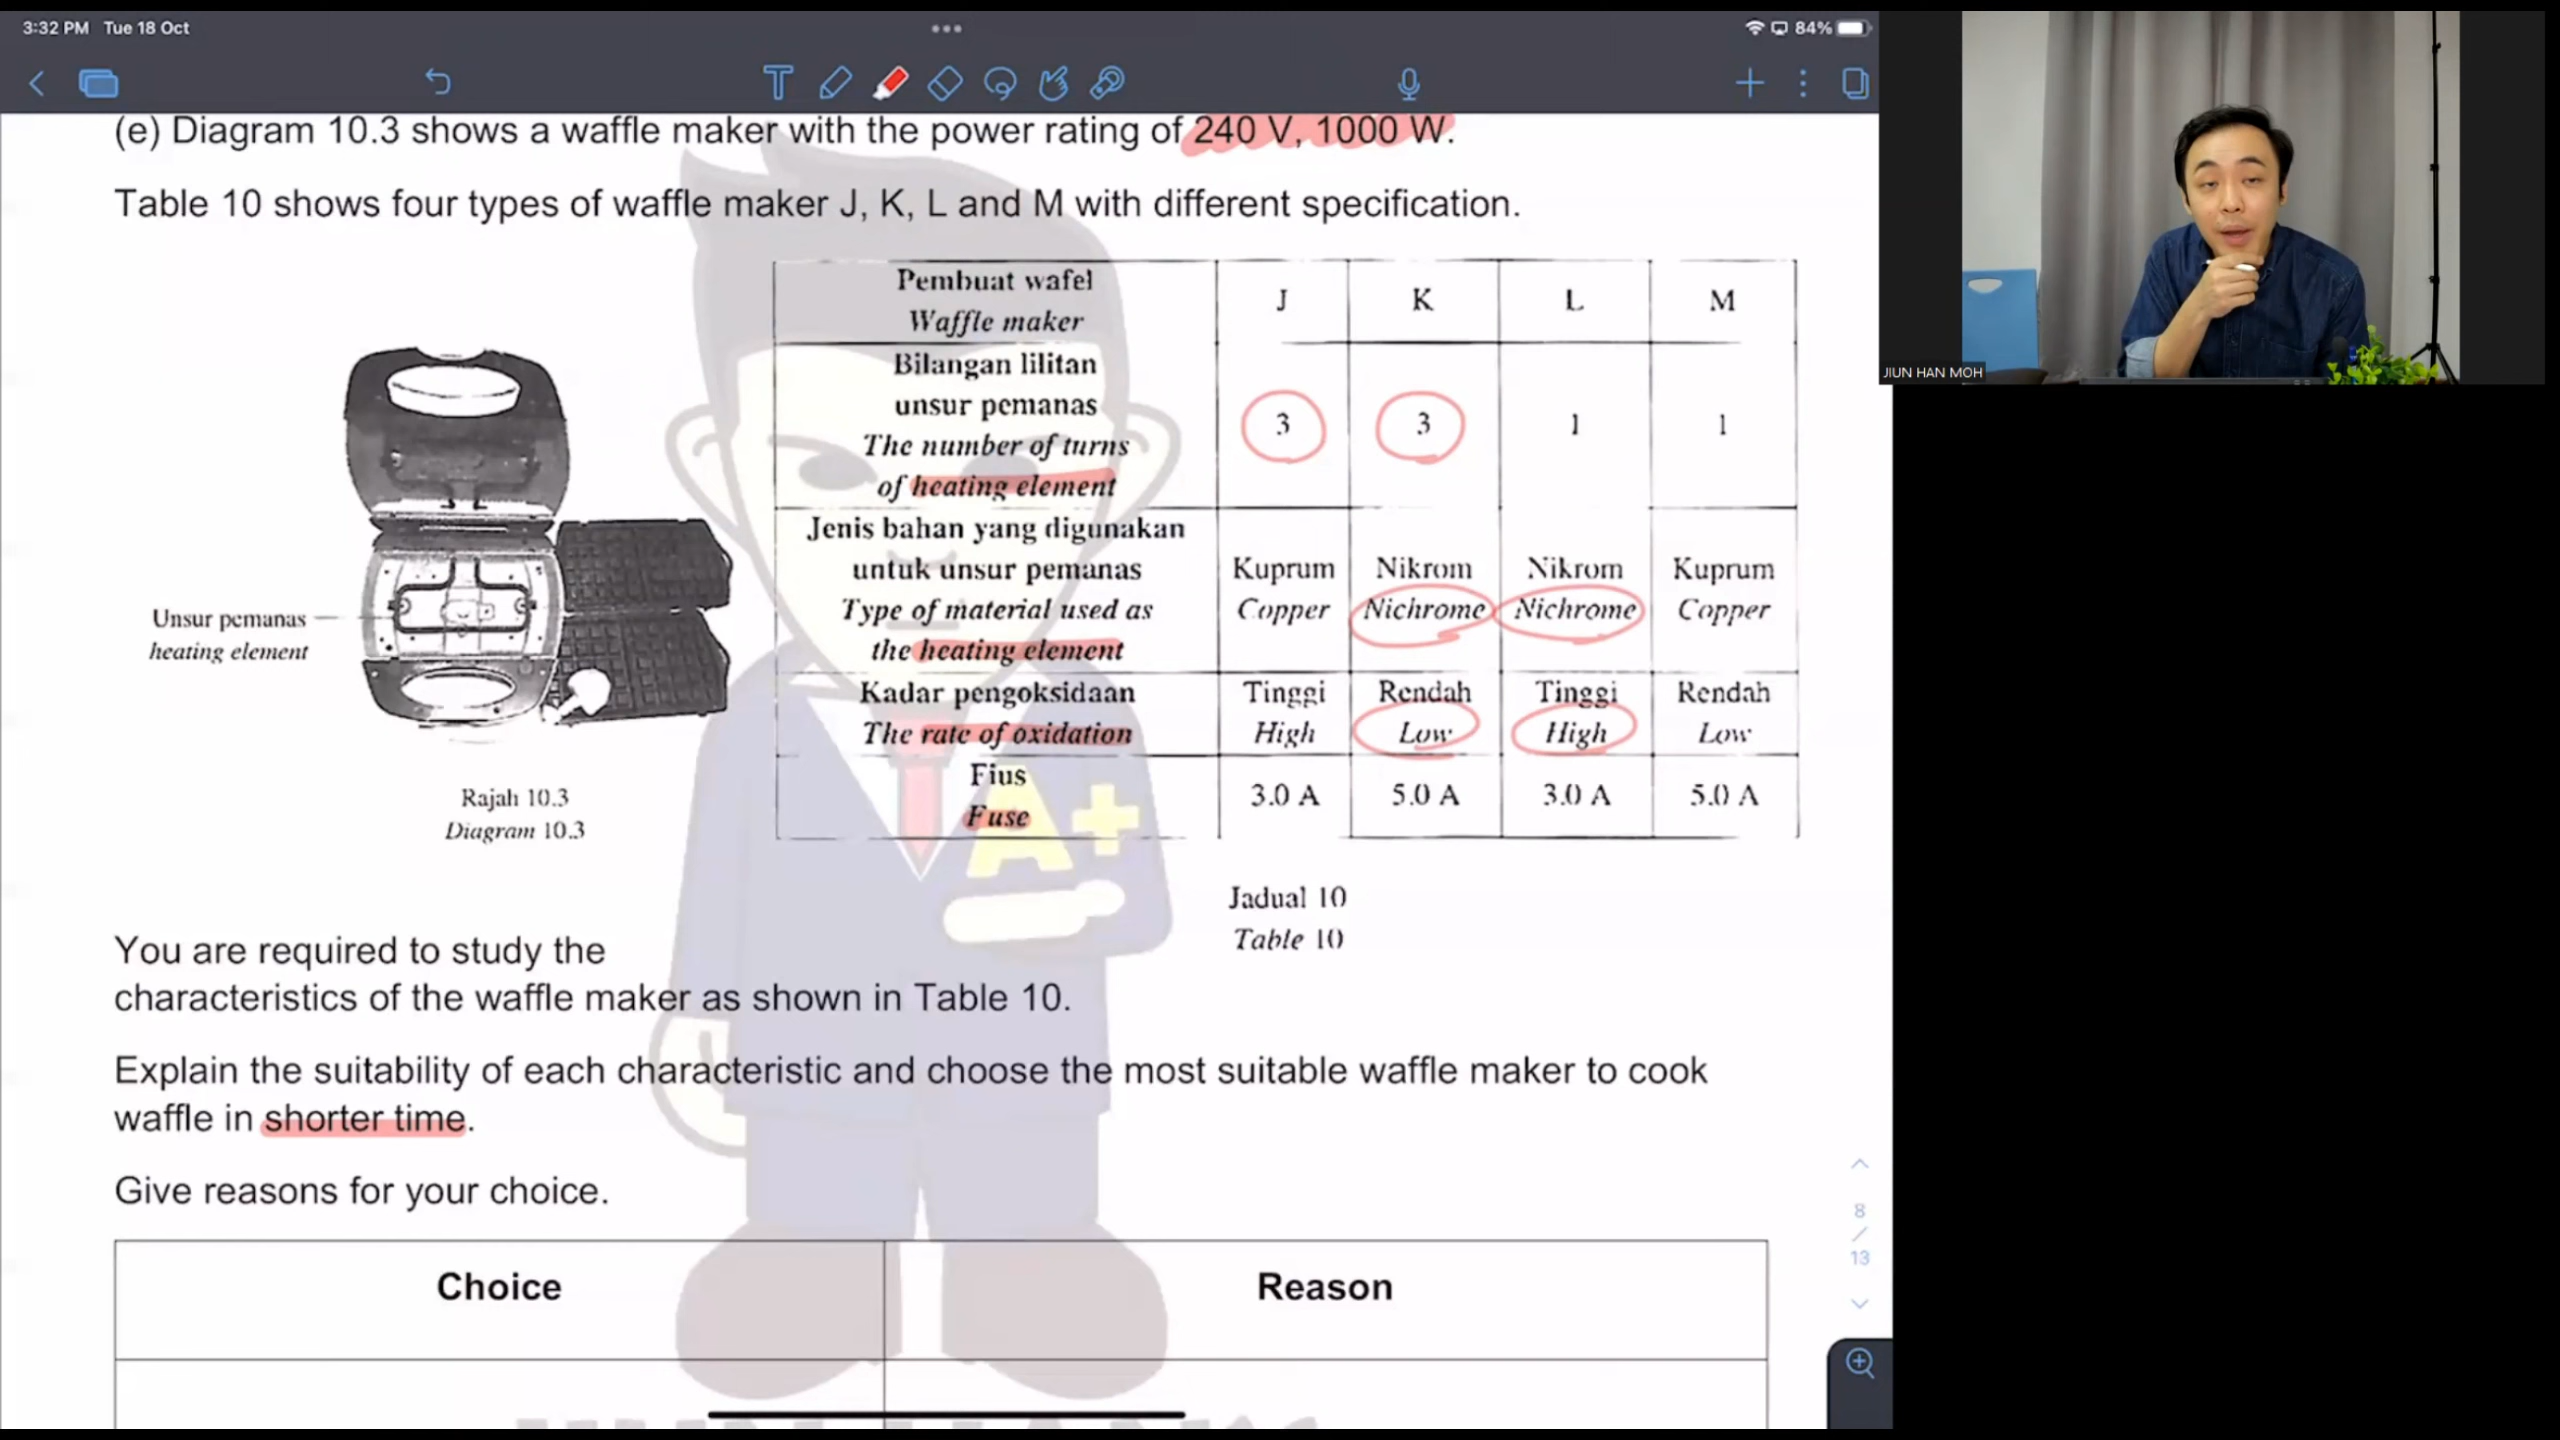 3:32 PM Tue 18 Oct
84%
(e) Diagram 10.3 shows a waffle maker with the power rating of 240 V, 1000 W.
Table 10 shows four types of waffle maker J, K, L and M with different specification.
Pembuat wafel
Waffle maker
J
K
L
M
Bilangan lilitan
unsur pemanas
The number of turns
of heating element
3
3
1
1
Jenis bahan yang digunakan
untuk unsur pemanas
Type of material used as
the heating element
Kuprum
Copper
Nikrom
Nichrome
Nikrom
Nichrome
Kuprum
Copper
Kadar pengoksidaan
The rate of oxidation
Tinggi
High
Rendah
Low
Tinggi
High
Rendah
Low
Fius
Fuse
3.0 A
5.0 A
3.0 A
5.0 A
Unsur pemanas
heating element
Rajah 10.3
Diagram 10.3
A+
Jadual 10
Table 10
You are required to study the
characteristics of the waffle maker as shown in Table 10.
Explain the suitability of each characteristic and choose the most suitable waffle maker to cook
waffle in shorter time.
Give reasons for your choice.
Choice
Reason
8
/
13
JIUN HAN MOH